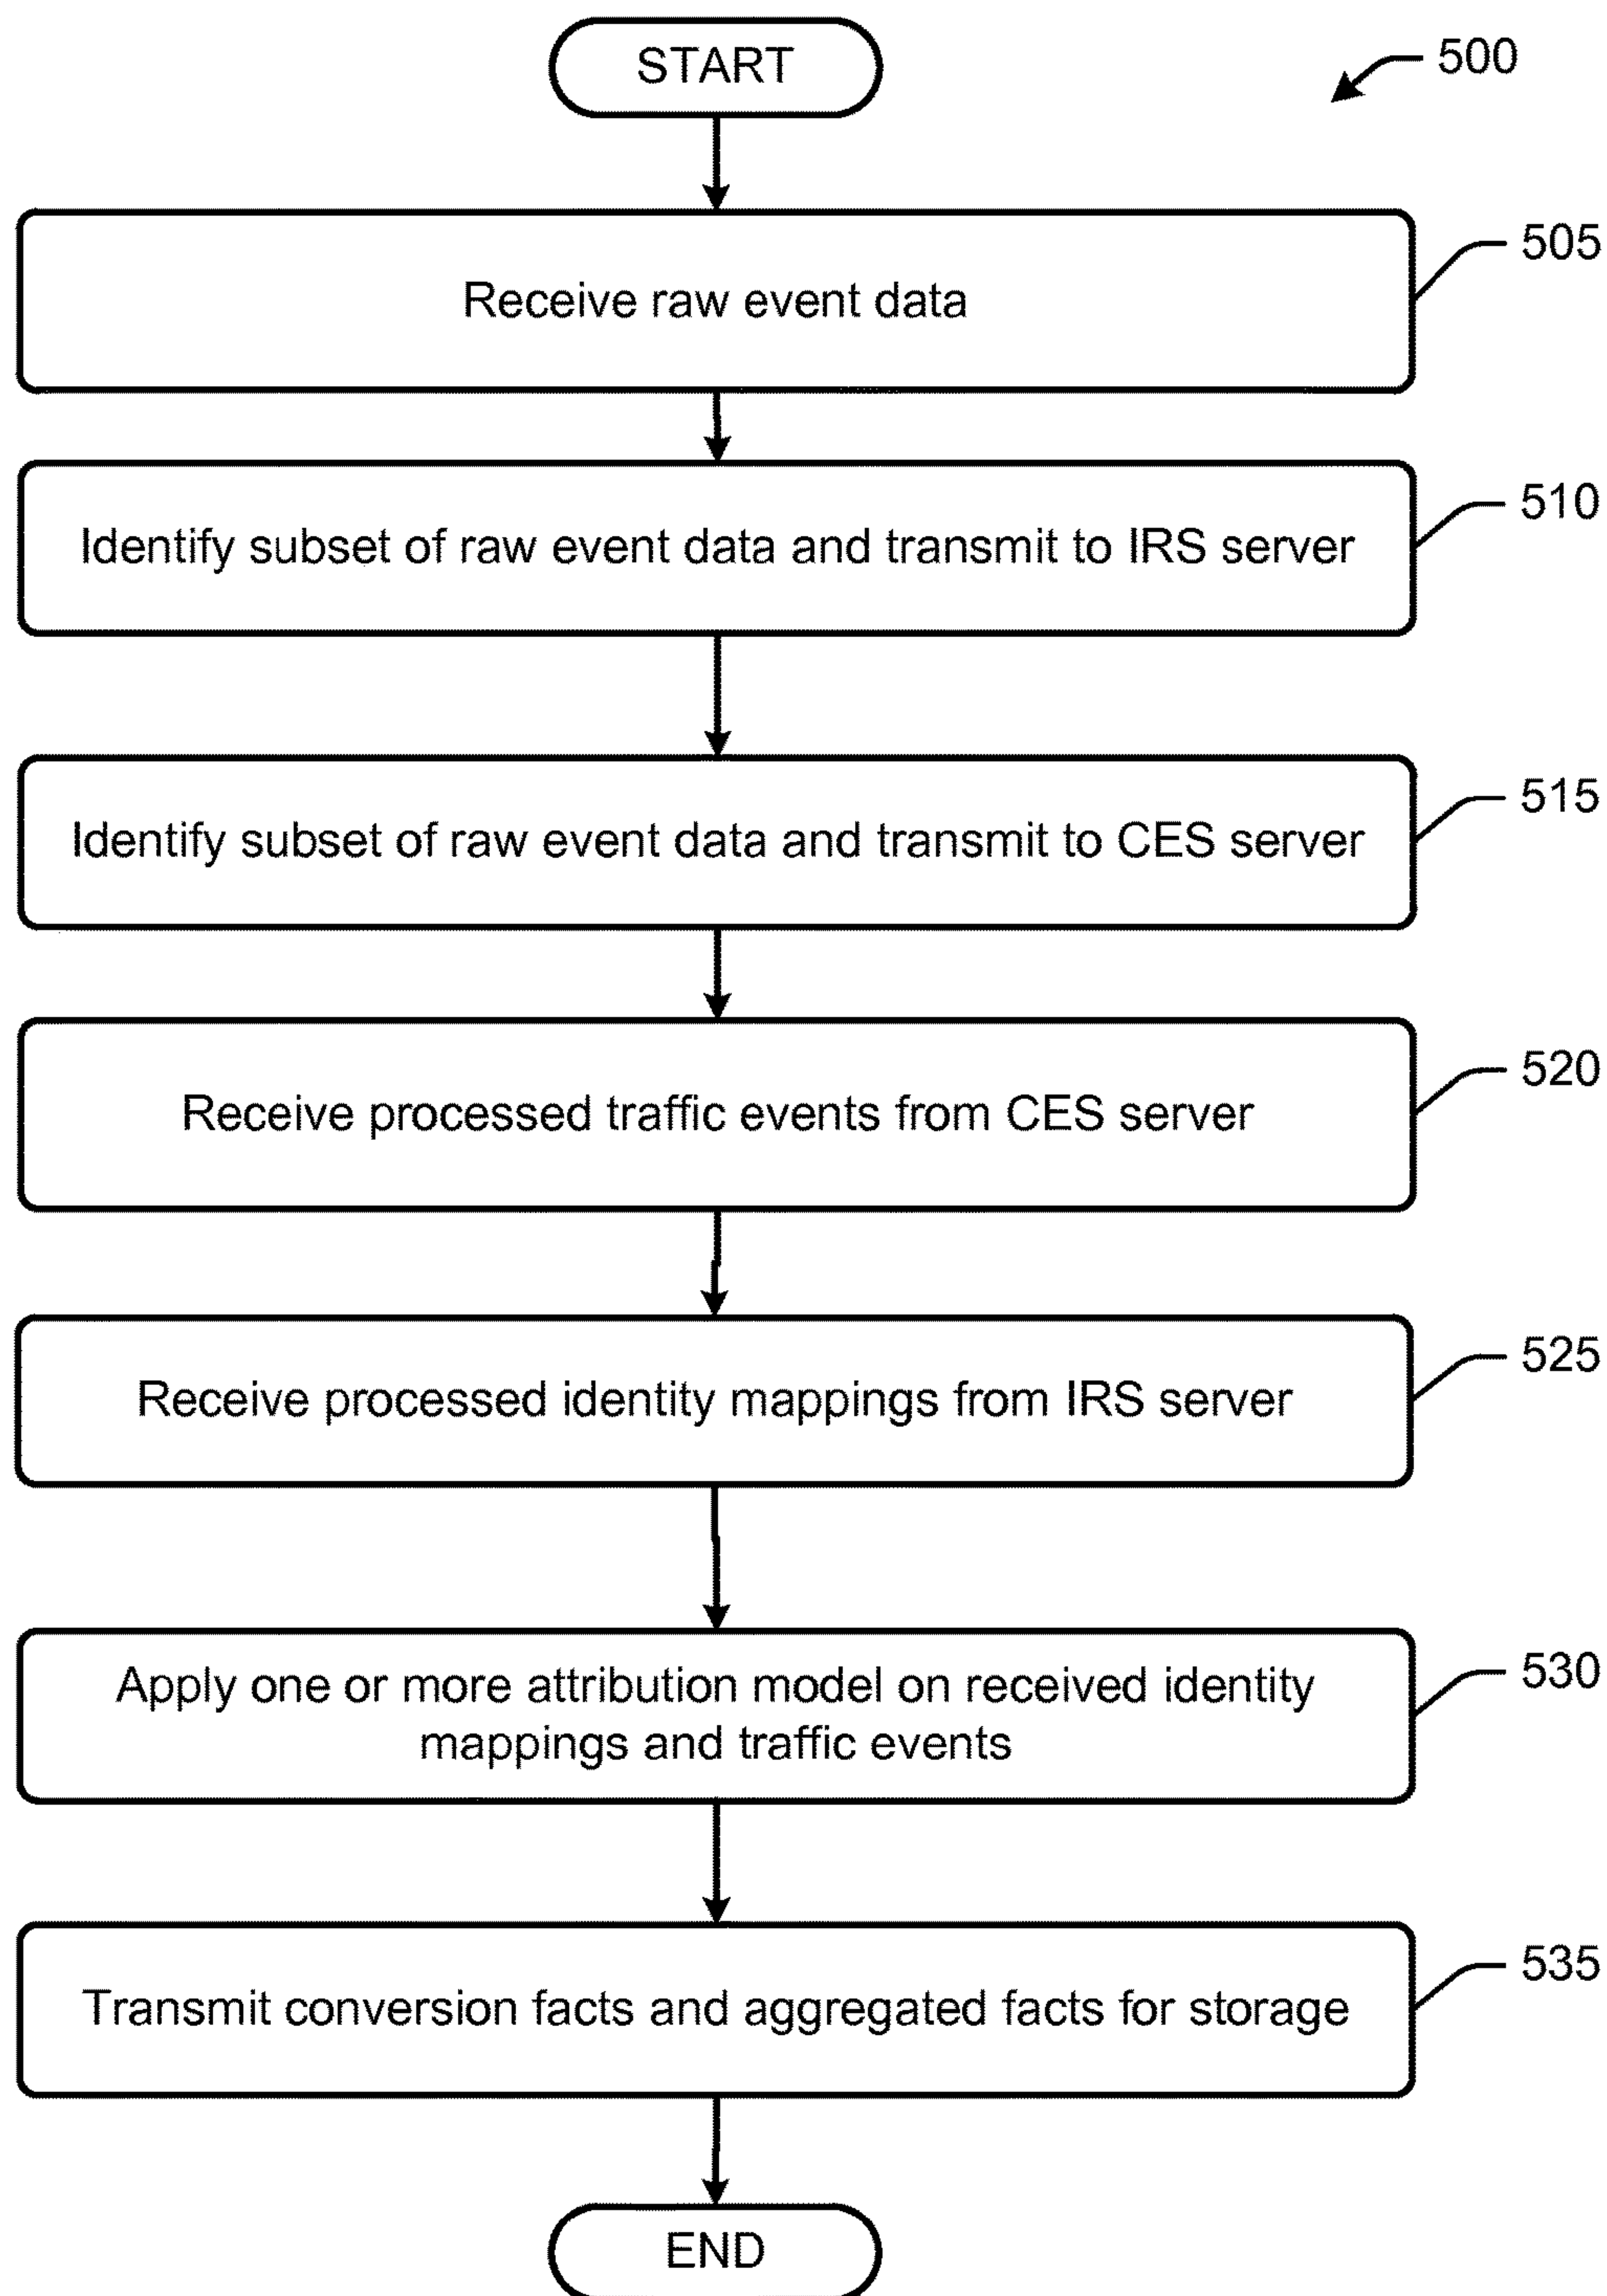 START
500
505
Receive raw event data
510
Identify subset of raw event data and transmit to IRS server
515
Identify subset of raw event data and transmit to CES server
520
Receive processed traffic events from CES server
525
Receive processed identity mappings from IRS server
530
Apply one or more attribution model on received identity
mappings and traffic events
535
Transmit conversion facts and aggregated facts for storage
END